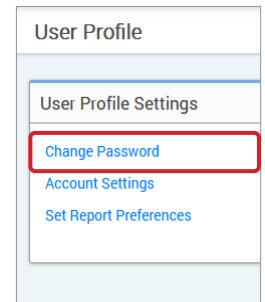 User Profile
User Profile Settings
Change Password
Account Settings
Set Report Preferences